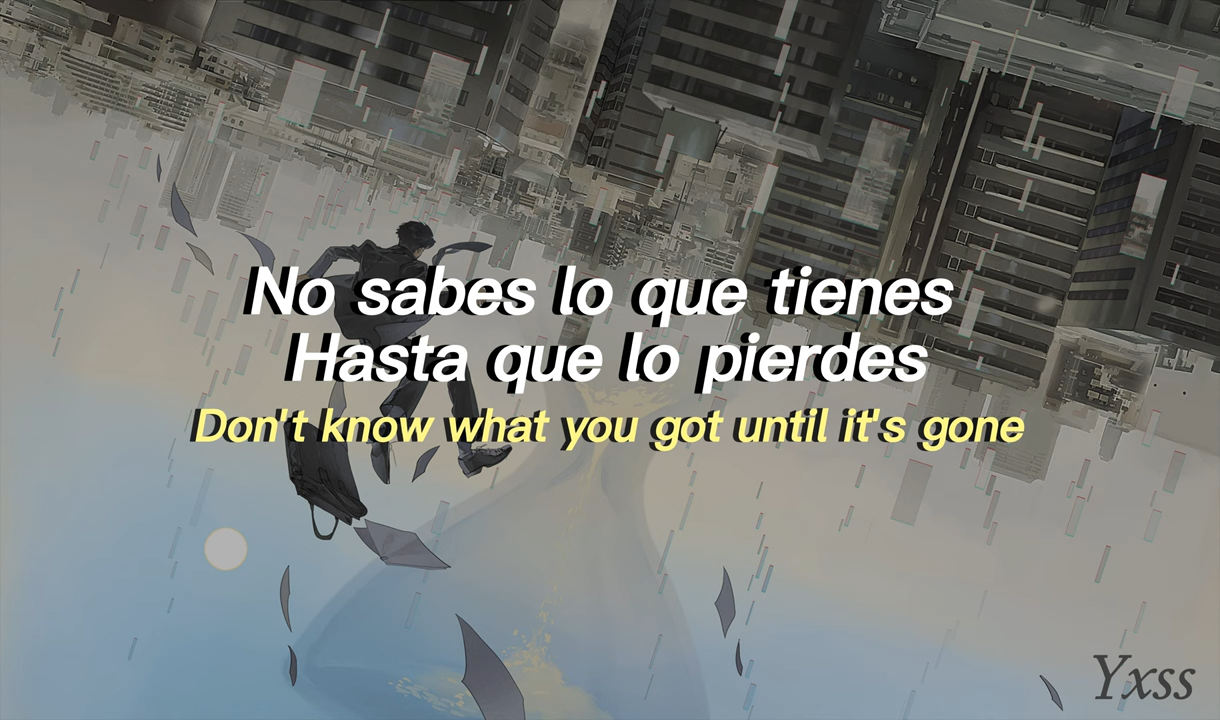 No sabes lo que tienes
Hasta que lo pierdes
Don't know what you got until it's gone
Yxss